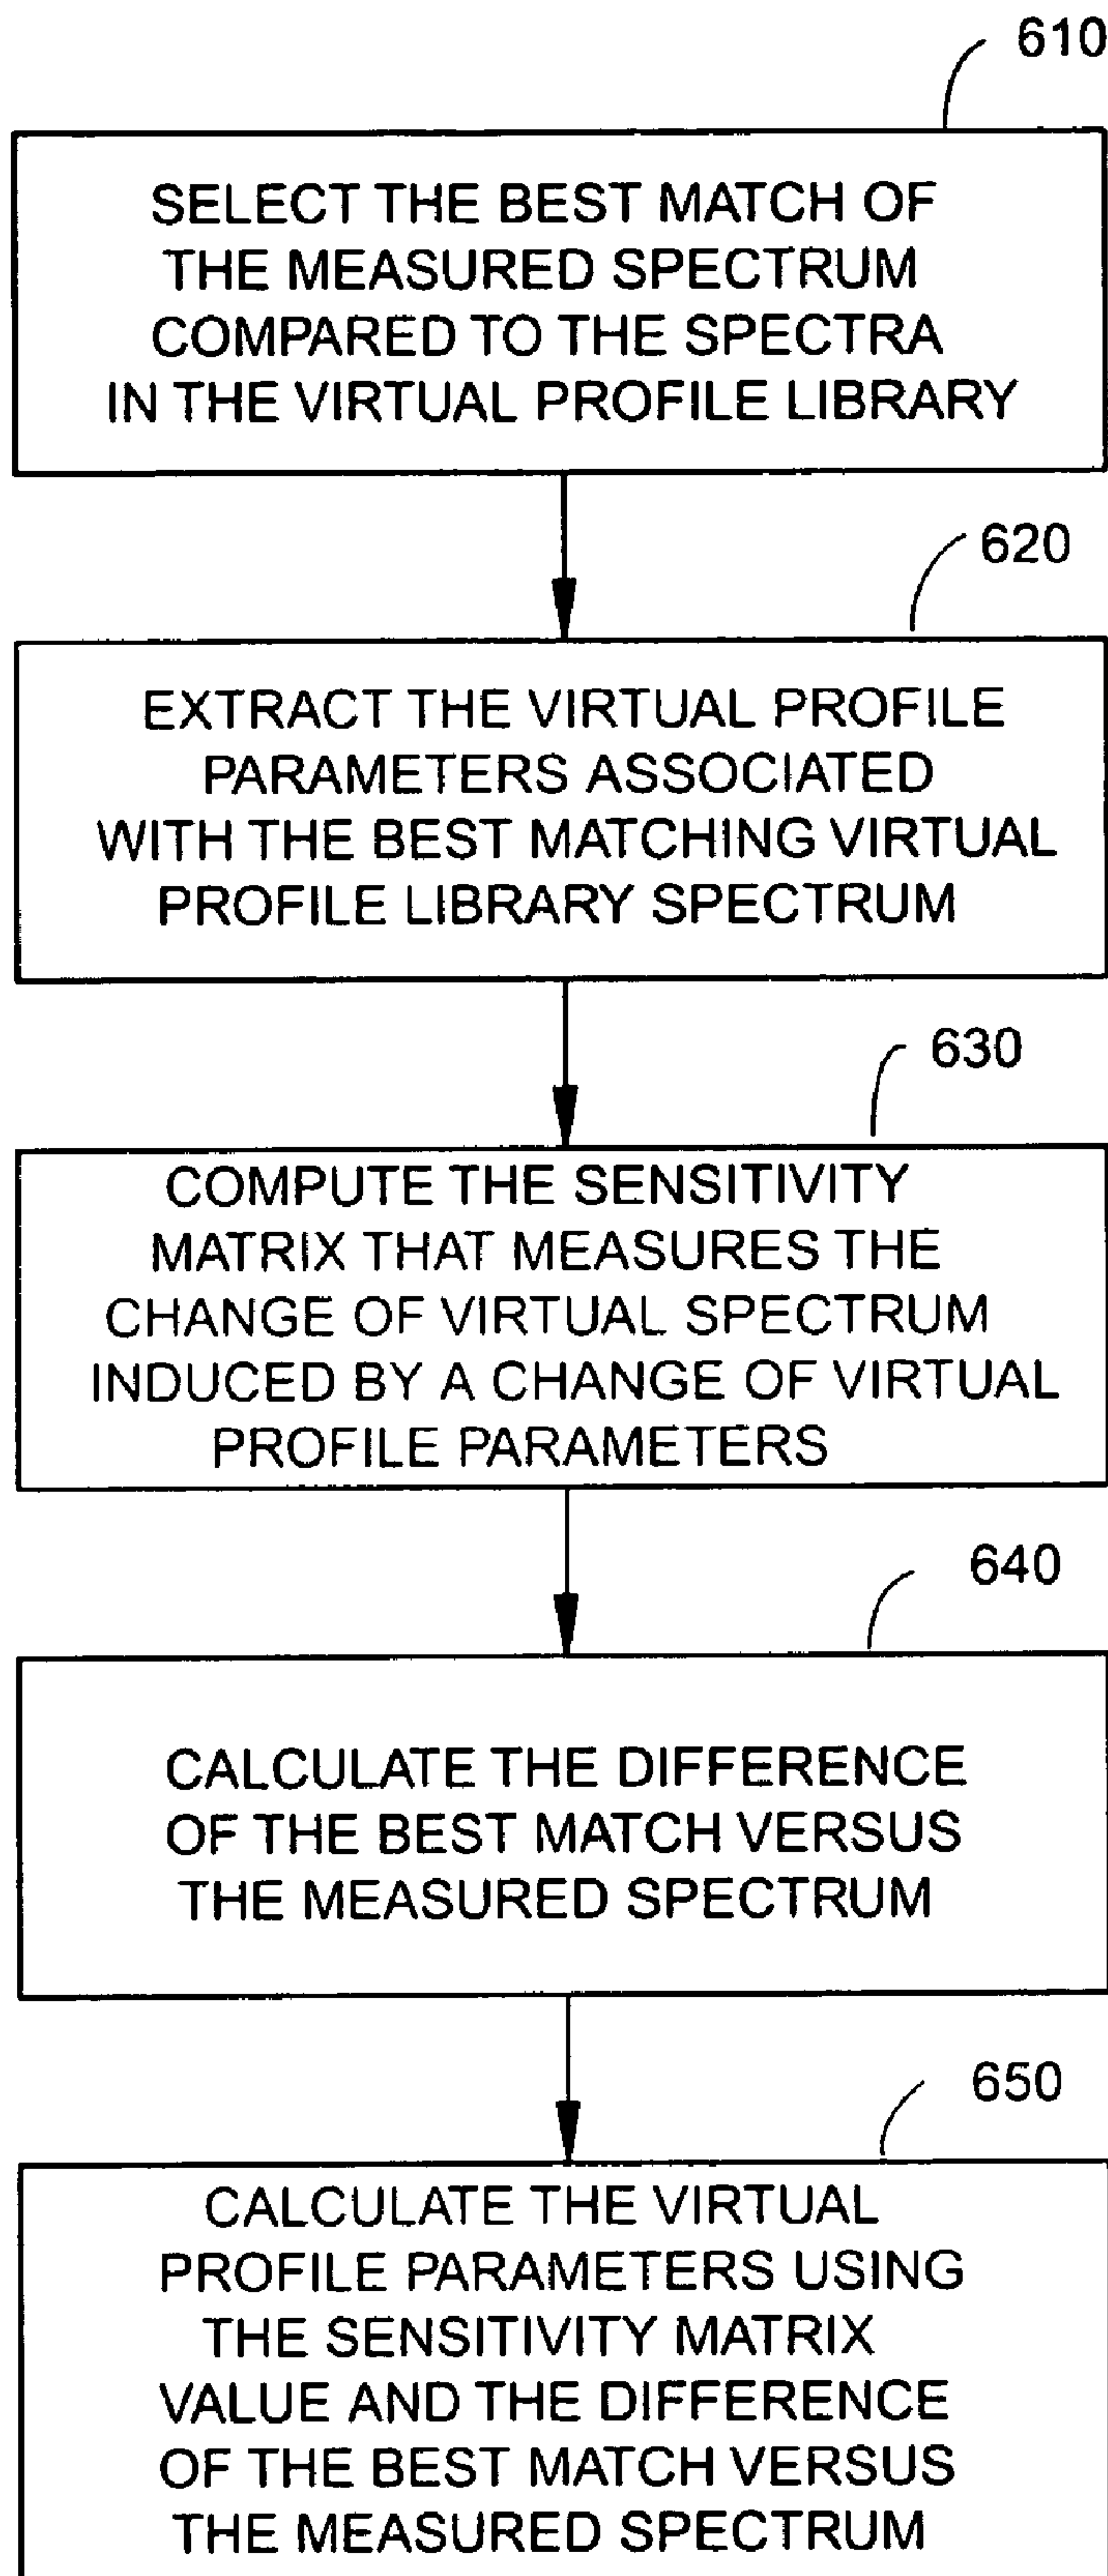 610
SELECT THE BEST MATCH OF
THE MEASURED SPECTRUM
COMPARED TO THE SPECTRA
IN THE VIRTUAL PROFILE LIBRARY
620
EXTRACT THE VIRTUAL PROFILE
PARAMETERS ASSOCIATED
WITH THE BEST MATCHING VIRTUAL
PROFILE LIBRARY SPECTRUM
630
COMPUTE THE SENSITIVITY
MATRIX THAT MEASURES THE
CHANGE OF VIRTUAL SPECTRUM
INDUCED BY A CHANGE OF VIRTUAL
PROFILE PARAMETERS
640
CALCULATE THE DIFFERENCE
OF THE BEST MATCH VERSUS
THE MEASURED SPECTRUM
650
CALCULATE THE VIRTUAL
PROFILE PARAMETERS USING
THE SENSITIVITY MATRIX
VALUE AND THE DIFFERENCE
OF THE BEST MATCH VERSUS
THE MEASURED SPECTRUM